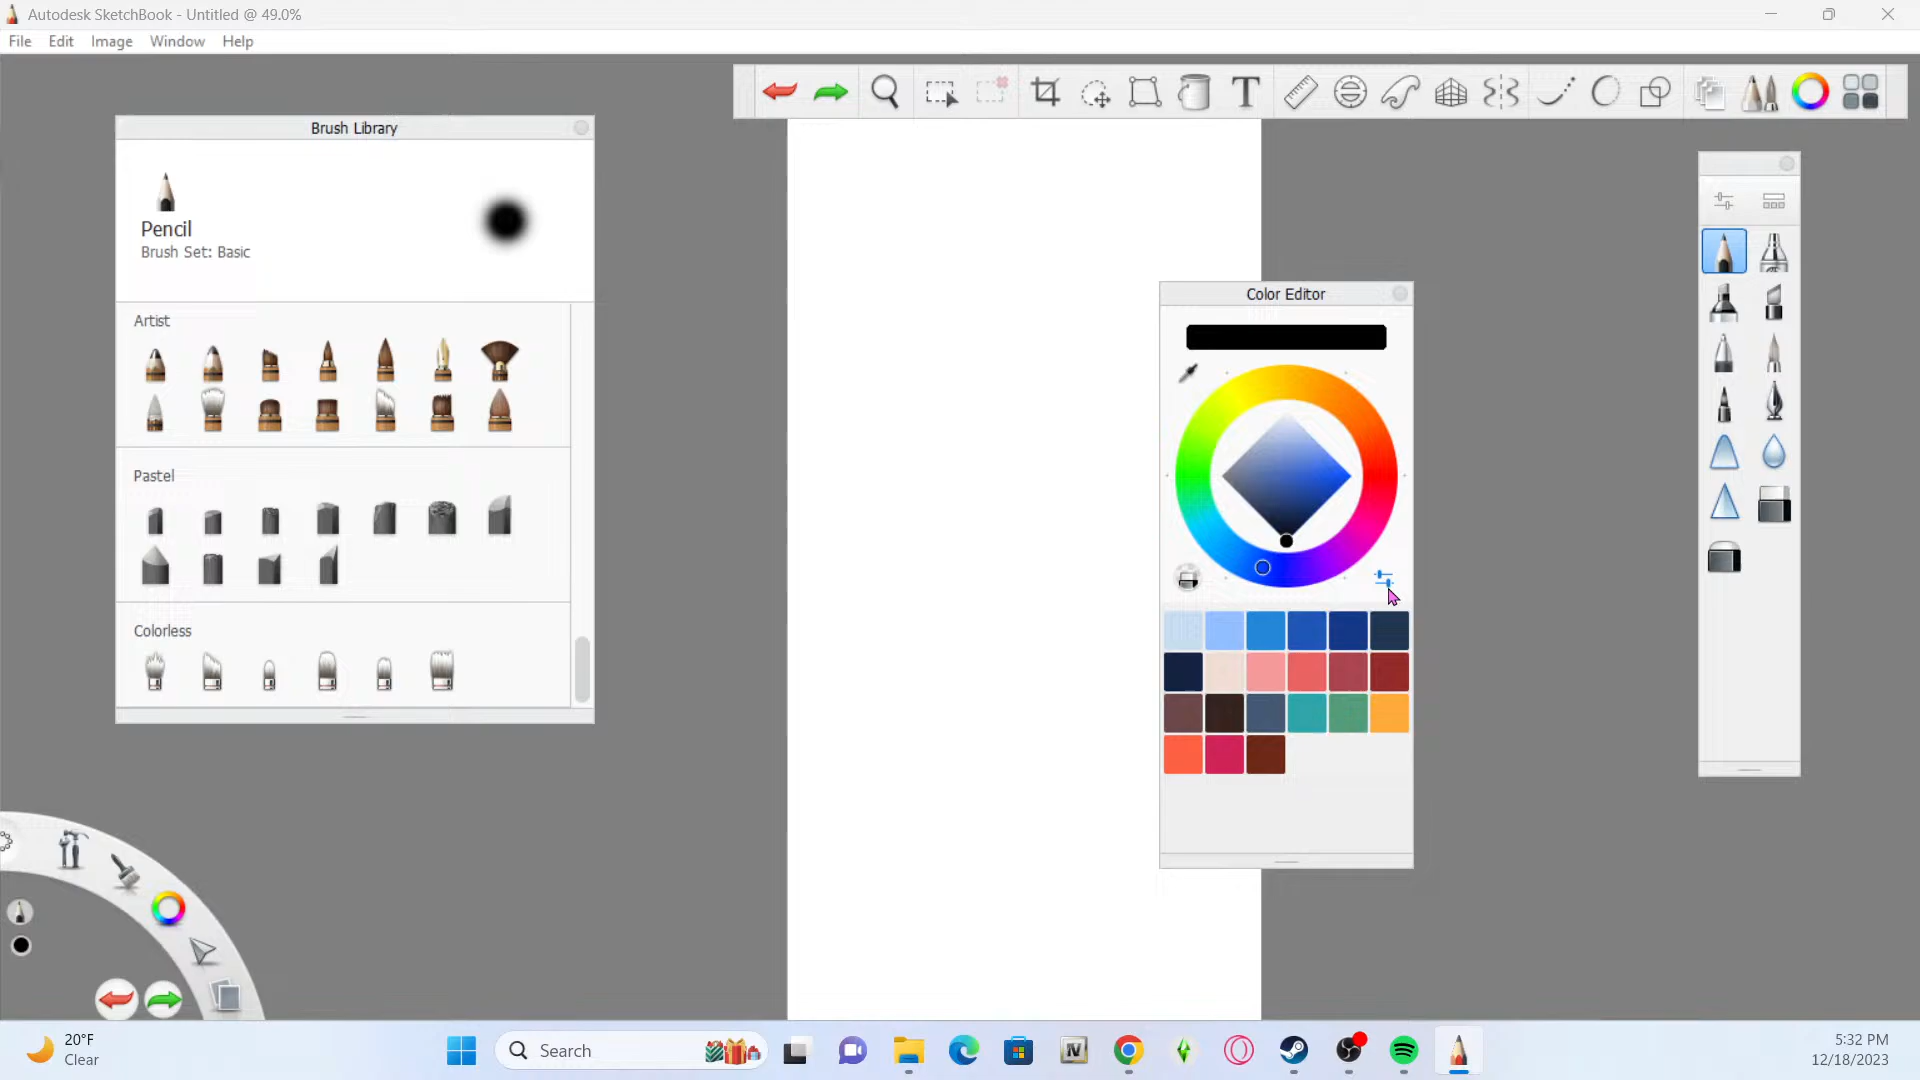 Autodesk SketchBook - Untitled @ 49.0%
File Edit Image Window Help
T
Brush Library
Pencil
Brush Set: Basic
Artist
Pastel
Colorless
Color Editor
20°F
Clear
Search
5:32 PM
12/18/2023